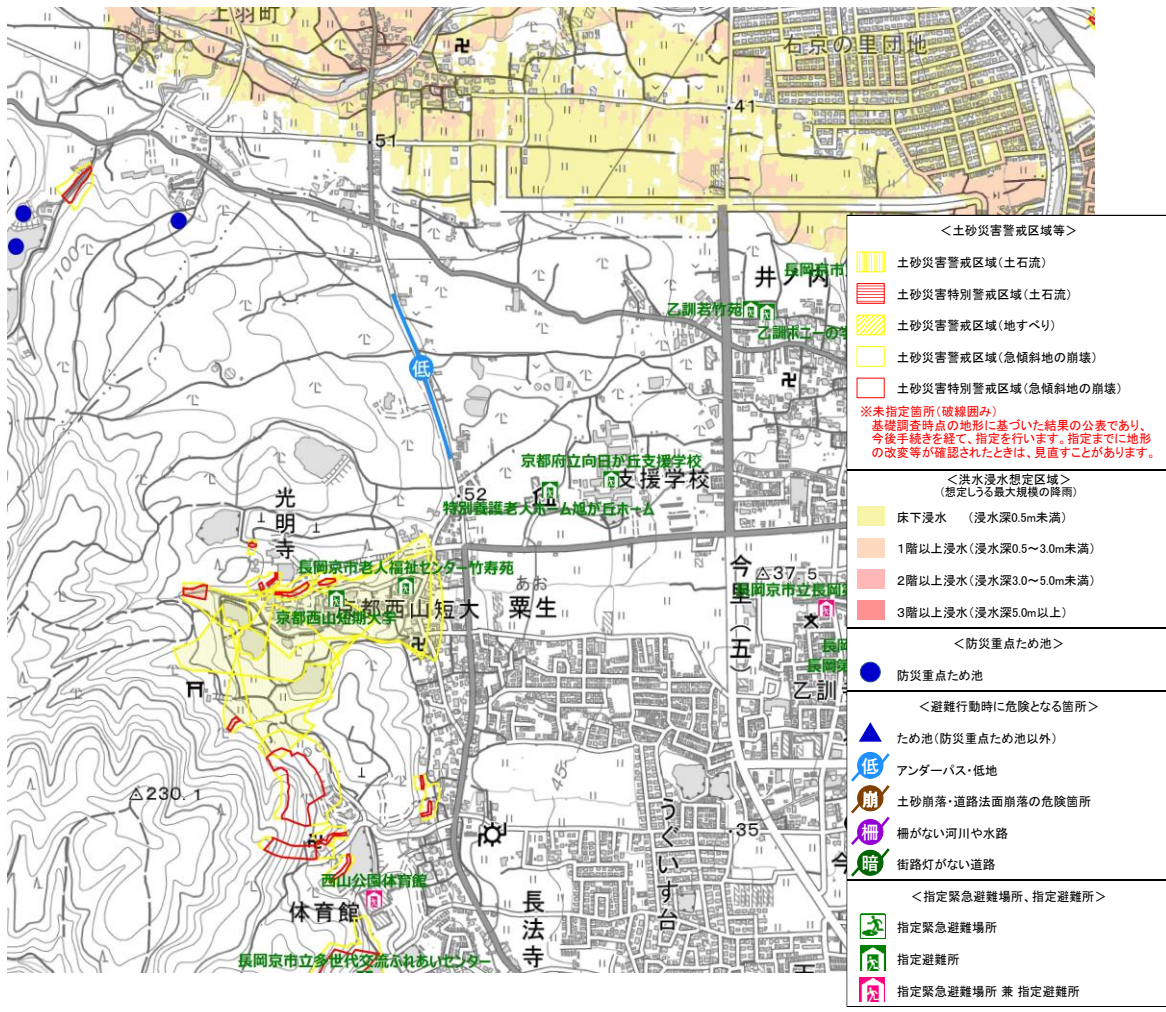 上羽町
右京の里団地
卍
41
51
100
井ノ内
長岡京市
乙訓若竹苑
乙訓ポニーの学
卍
低
京都府立向日が丘支援学校
支援学校
52
特別養護老人ホーム旭が丘ホーム
光明寺
長岡京市老人福祉センター竹寿苑
あお
粟生
都西山短大
京都西山短期大学
卍
今里(五)
37.5
長岡京市立長岡第
文
長岡
長岡第
乙訓寺
230.1
45
うぐいす台
35
今
卍
西山公園体育館
体育館
長法寺
長岡京市立多世代交流ふれあいセンター
<土砂災害警戒区域等>
土砂災害警戒区域(土石流)
土砂災害特別警戒区域(土石流)
土砂災害警戒区域(地すべり)
土砂災害警戒区域(急傾斜地の崩壊)
土砂災害特別警戒区域(急傾斜地の崩壊)
※未指定箇所(破線囲み)
基礎調査時点の地形に基づいた結果の公表であり、
今後手続きを経て、指定を行います。指定までに地形
の改変等が確認されたときは、見直すことがあります。
<洪水浸水想定区域>
(想定しうる最大規模の降雨)
床下浸水 (浸水深0.5m未満)
1階以上浸水(浸水深0.5~3.0m未満)
2階以上浸水(浸水深3.0~5.0m未満)
3階以上浸水(浸水深5.0m以上)
<防災重点ため池>
防災重点ため池
<避難行動時に危険となる箇所>
ため池(防災重点ため池以外)
低 アンダーパス・低地
崩 土砂崩落・道路法面崩落の危険箇所
柵 柵がない河川や水路
暗 街路灯がない道路
<指定緊急避難場所、指定避難所>
指定緊急避難場所
指定避難所
指定緊急避難場所 兼 指定避難所